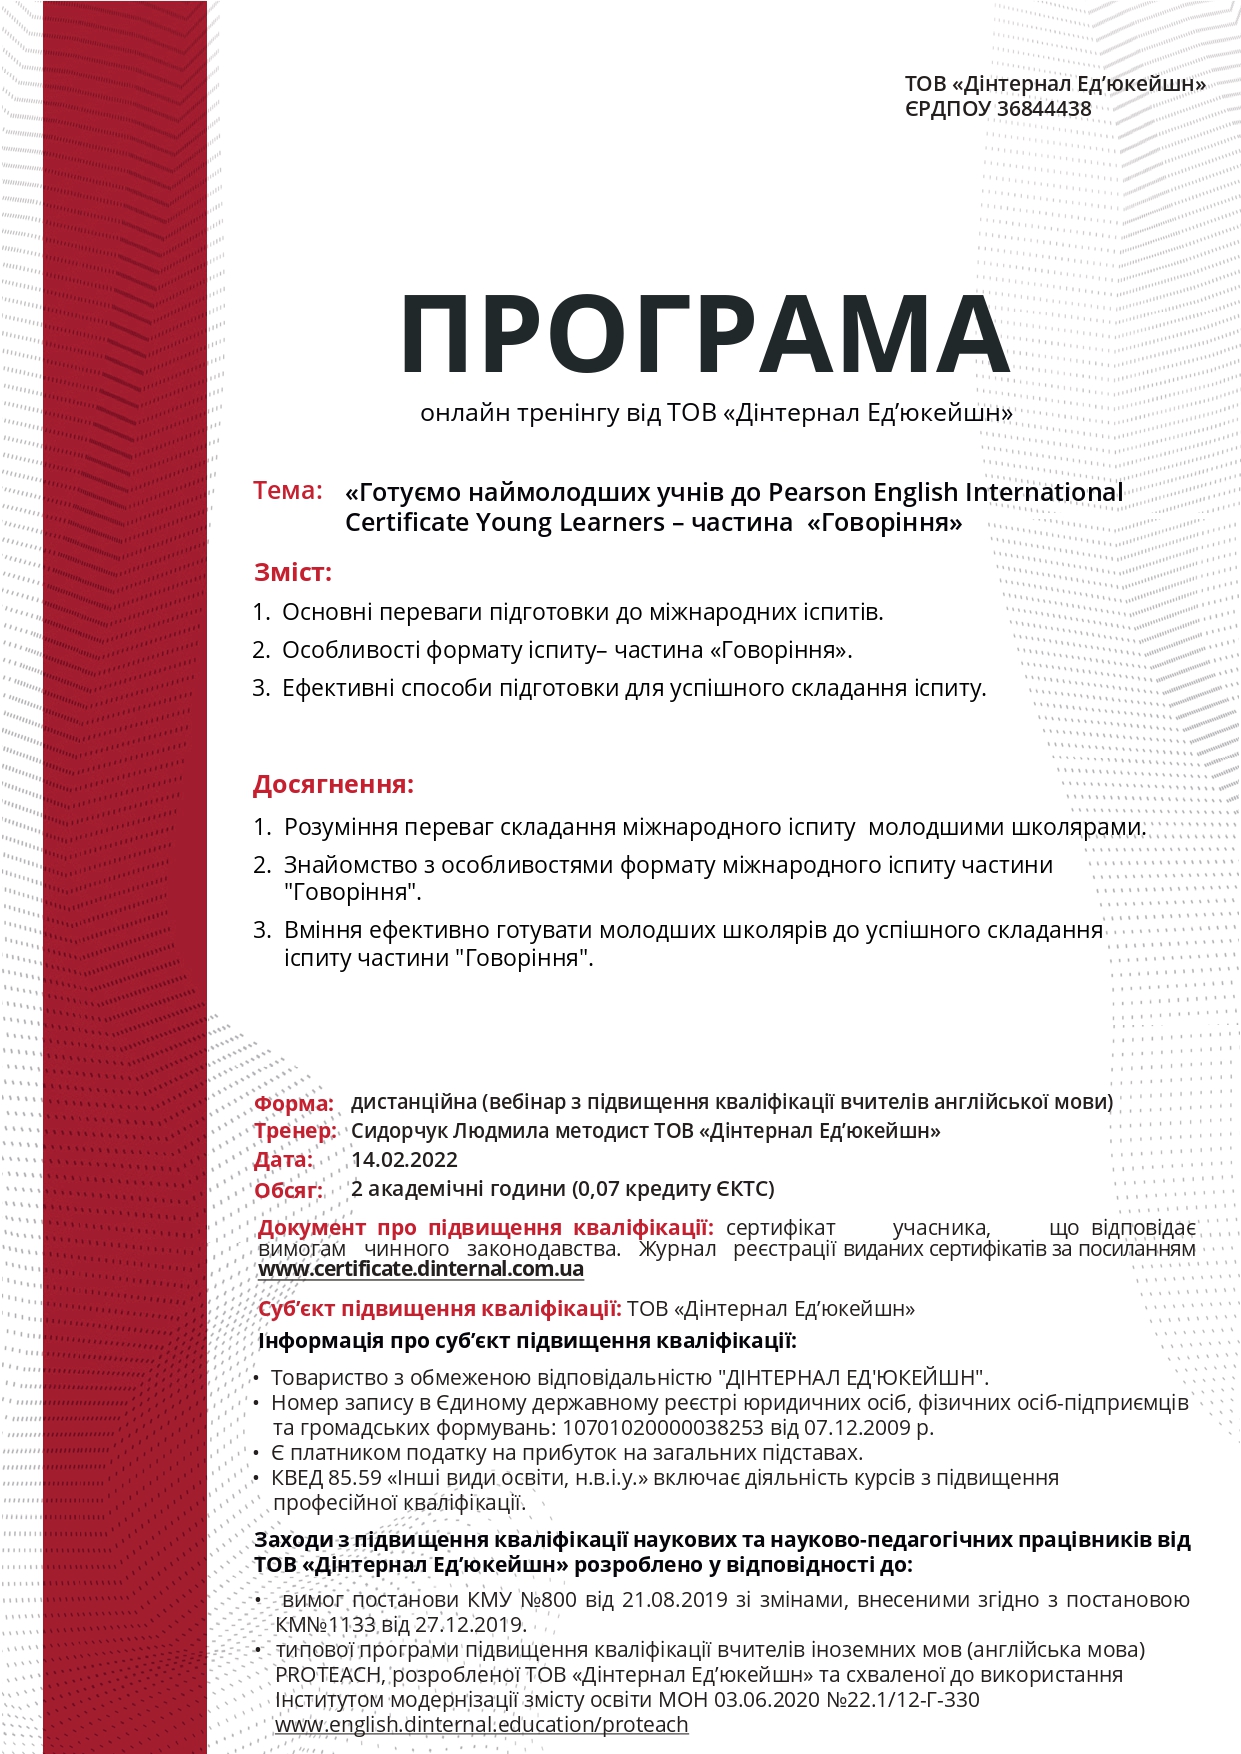 ТОВ «Дінтернал Ед’юкейшн»
ЄРДПОУ 36844438
ПРОГРАМА
онлайн тренінгу від ТОВ «Дінтернал Ед’юкейшн»
Тема: «Готуємо наймолодших учнів до Pearson English International
Certificate Young Learners – частина «Говоріння»
Зміст:
1. Основні переваги підготовки до міжнародних іспитів.
2. Особливості формату іспиту– частина «Говоріння».
3. Ефективні способи підготовки для успішного складання іспиту.
Досягнення:
1. Розуміння переваг складання міжнародного іспиту молодшими школярами.
2. Знайомство з особливостями формату міжнародного іспиту частини
"Говоріння".
3. Вміння ефективно готувати молодших школярів до успішного складання
іспиту частини "Говоріння".
Форма: дистанційна (вебінар з підвищення кваліфікації вчителів англійської мови)
Тренер: Сидорчук Людмила методист ТОВ «Дінтернал Ед’юкейшн»
Дата: 14.02.2022
Обсяг: 2 академічні години (0,07 кредиту ЄКТС)
Документ про підвищення кваліфікації: сертифікат учасника, що відповідає
вимогам чинного законодавства. Журнал реєстрації виданих сертифікатів за посиланням
www.certificate.dinternal.com.ua
Суб’єкт підвищення кваліфікації: ТОВ «Дінтернал Ед’юкейшн»
Інформація про суб’єкт підвищення кваліфікації:
• Товариство з обмеженою відповідальністю "ДІНТЕРНАЛ ЕД'ЮКЕЙШН".
• Номер запису в Єдиному державному реєстрі юридичних осіб, фізичних осіб-підприємців
та громадських формувань: 10701020000038253 від 07.12.2009 р.
• Є платником податку на прибуток на загальних підставах.
• КВЕД 85.59 «Інші види освіти, н.в.і.у.» включає діяльність курсів з підвищення
професійної кваліфікації.
Заходи з підвищення кваліфікації наукових та науково-педагогічних працівників від
ТОВ «Дінтернал Ед’юкейшн» розроблено у відповідності до:
• вимог постанови КМУ №800 від 21.08.2019 зі змінами, внесеними згідно з постановою
КМ№1133 від 27.12.2019.
• типової програми підвищення кваліфікації вчителів іноземних мов (англійська мова)
PROTEACH, розробленої ТОВ «Дінтернал Ед’юкейшн» та схваленої до використання
Інститутом модернізації змісту освіти МОН 03.06.2020 №22.1/12-Г-330
www.english.dinternal.education/proteach